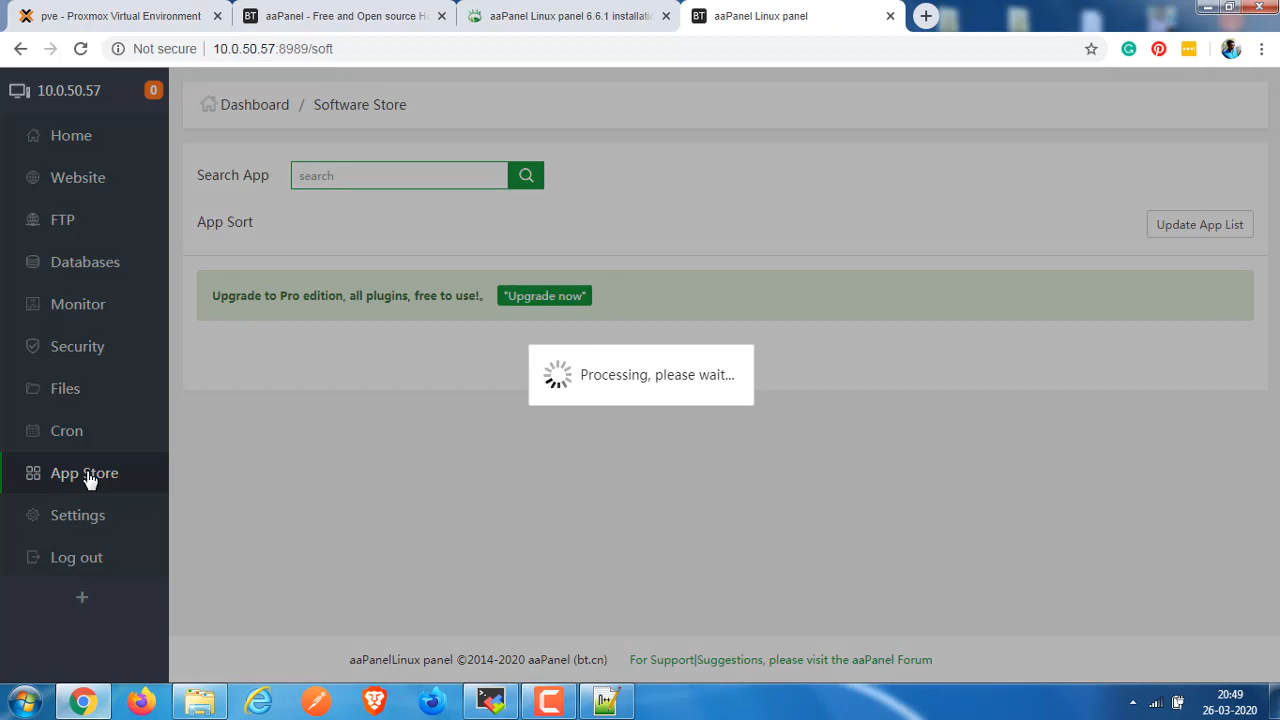 pve - Proxmox Virtual Environment
aaPanel - Free and Open source Ho
aaPanel Linux panel 6.6.1 installatio
aaPanel Linux panel
Not secure
10.0.50.57:8989/soft
10.0.50.57
0
Home
Website
FTP
Databases
Monitor
Security
Files
Cron
App Store
Settings
Log out
+
Dashboard / Software Store
Search App
search
App Sort
Update App List
Upgrade to Pro edition, all plugins, free to use!。
"Upgrade now"
Processing, please wait...
aaPanelLinux panel ©2014-2020 aaPanel (bt.cn)
For Support|Suggestions, please visit the aaPanel Forum
20:49
26-03-2020